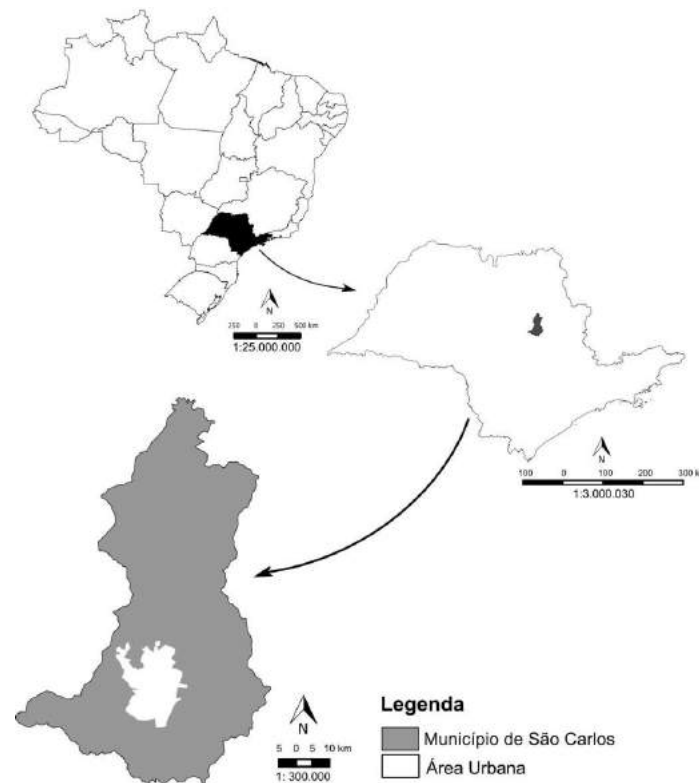 N
250 0 250 500 km
1:25.000.000
N
100 0 100 200 300 k
1:3.000.030
N
5 0 5 10 km
1: 300.000
Legenda
Município de São Carlos
Área Urbana